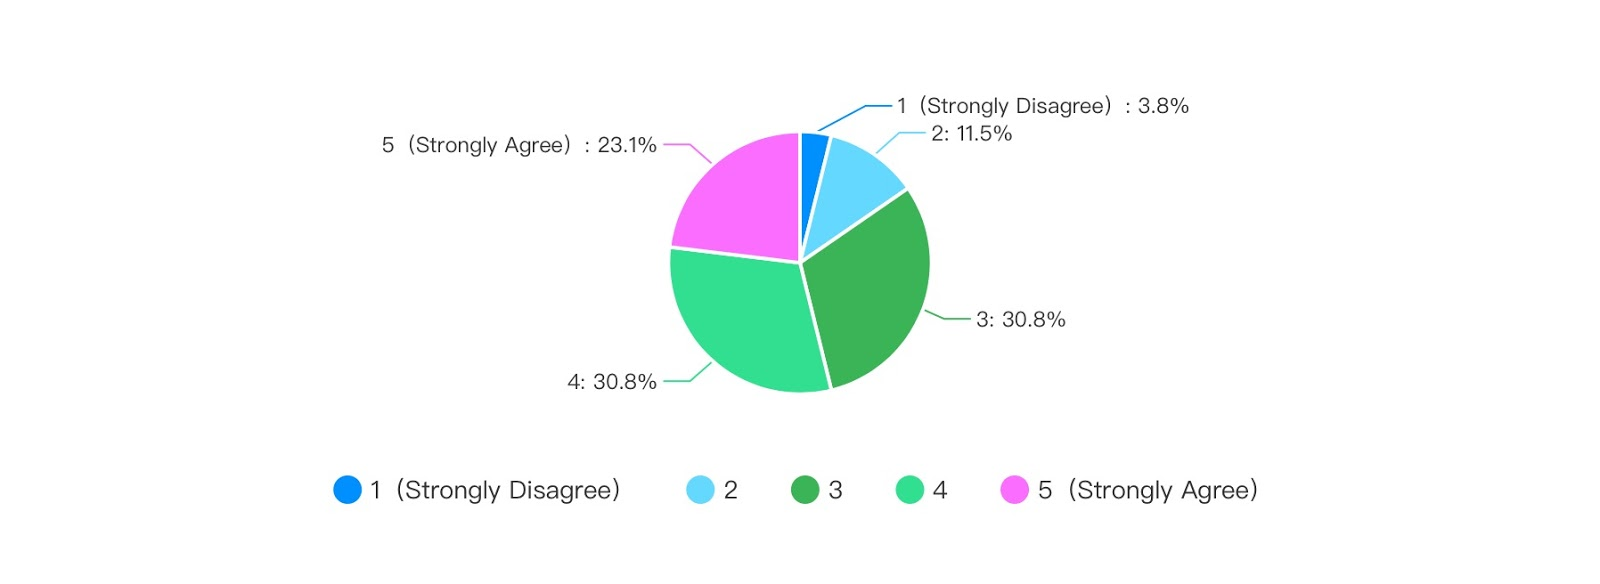 1（Strongly Disagree）: 3.8%
2: 11.5%
5（Strongly Agree）: 23.1%
3: 30.8%
4: 30.8%
1（Strongly Disagree） 2 3 4 5（Strongly Agree）